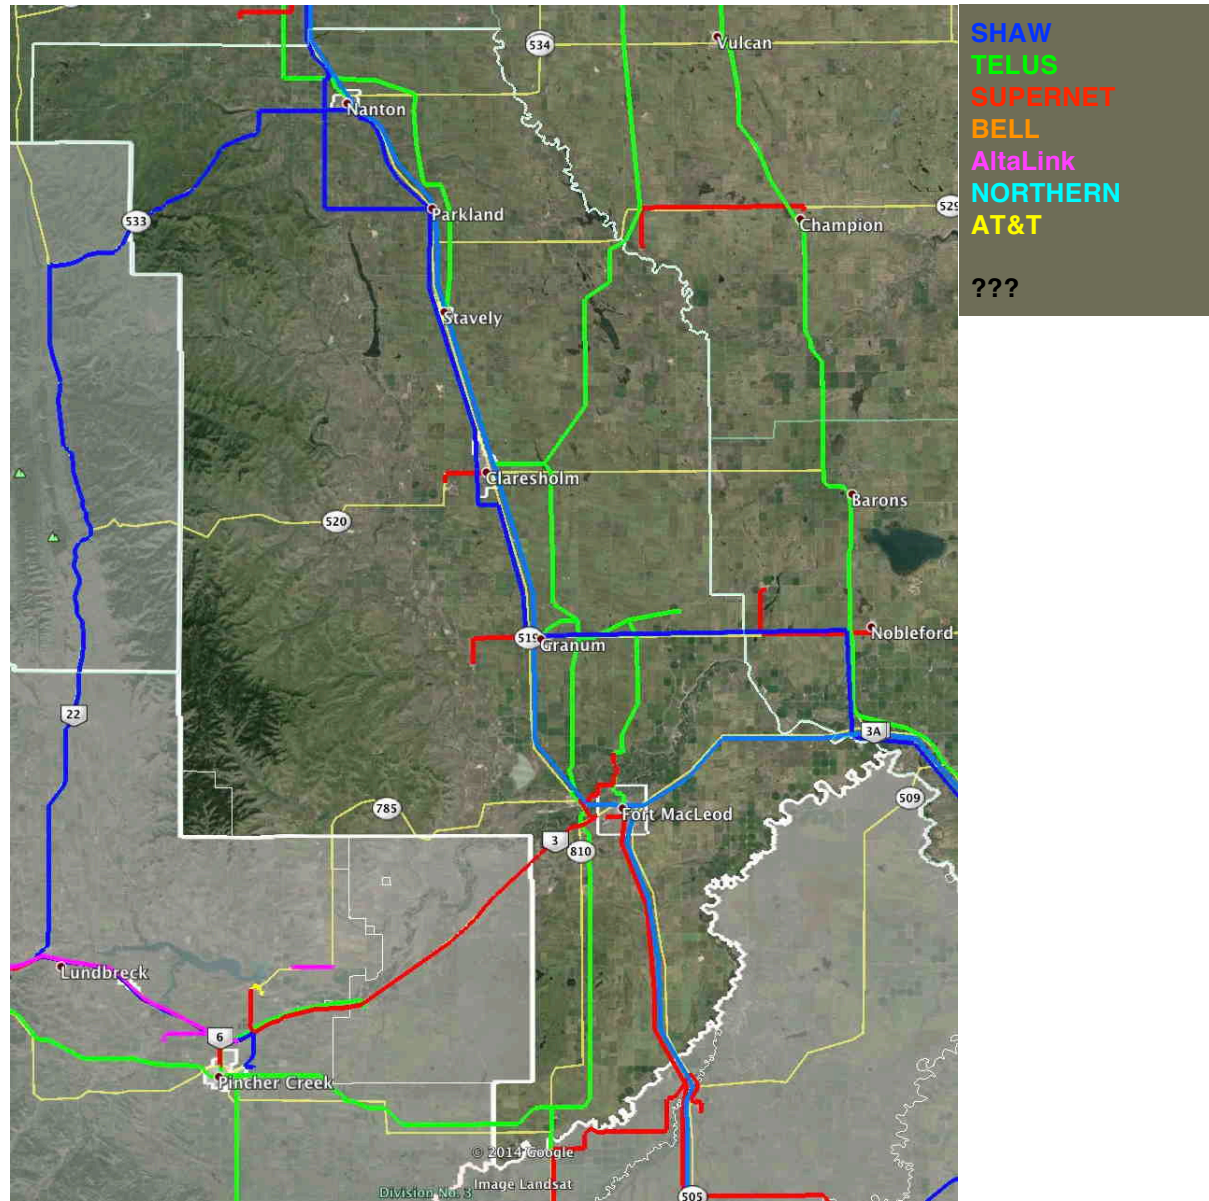 534
Vulcan
Nanton
533
Parkland
529
Champion
Stavely
Claresholm
520
Barons
519
Granum
Nobleford
22
3A
785
509
Fort MacLeod
3
810
Lundbreck
6
Pincher Creek
© 2014 Google
Image Landsat
Division No. 3
505
SHAW
TELUS
SUPERNET
BELL
AltaLink
NORTHERN
AT&T
???